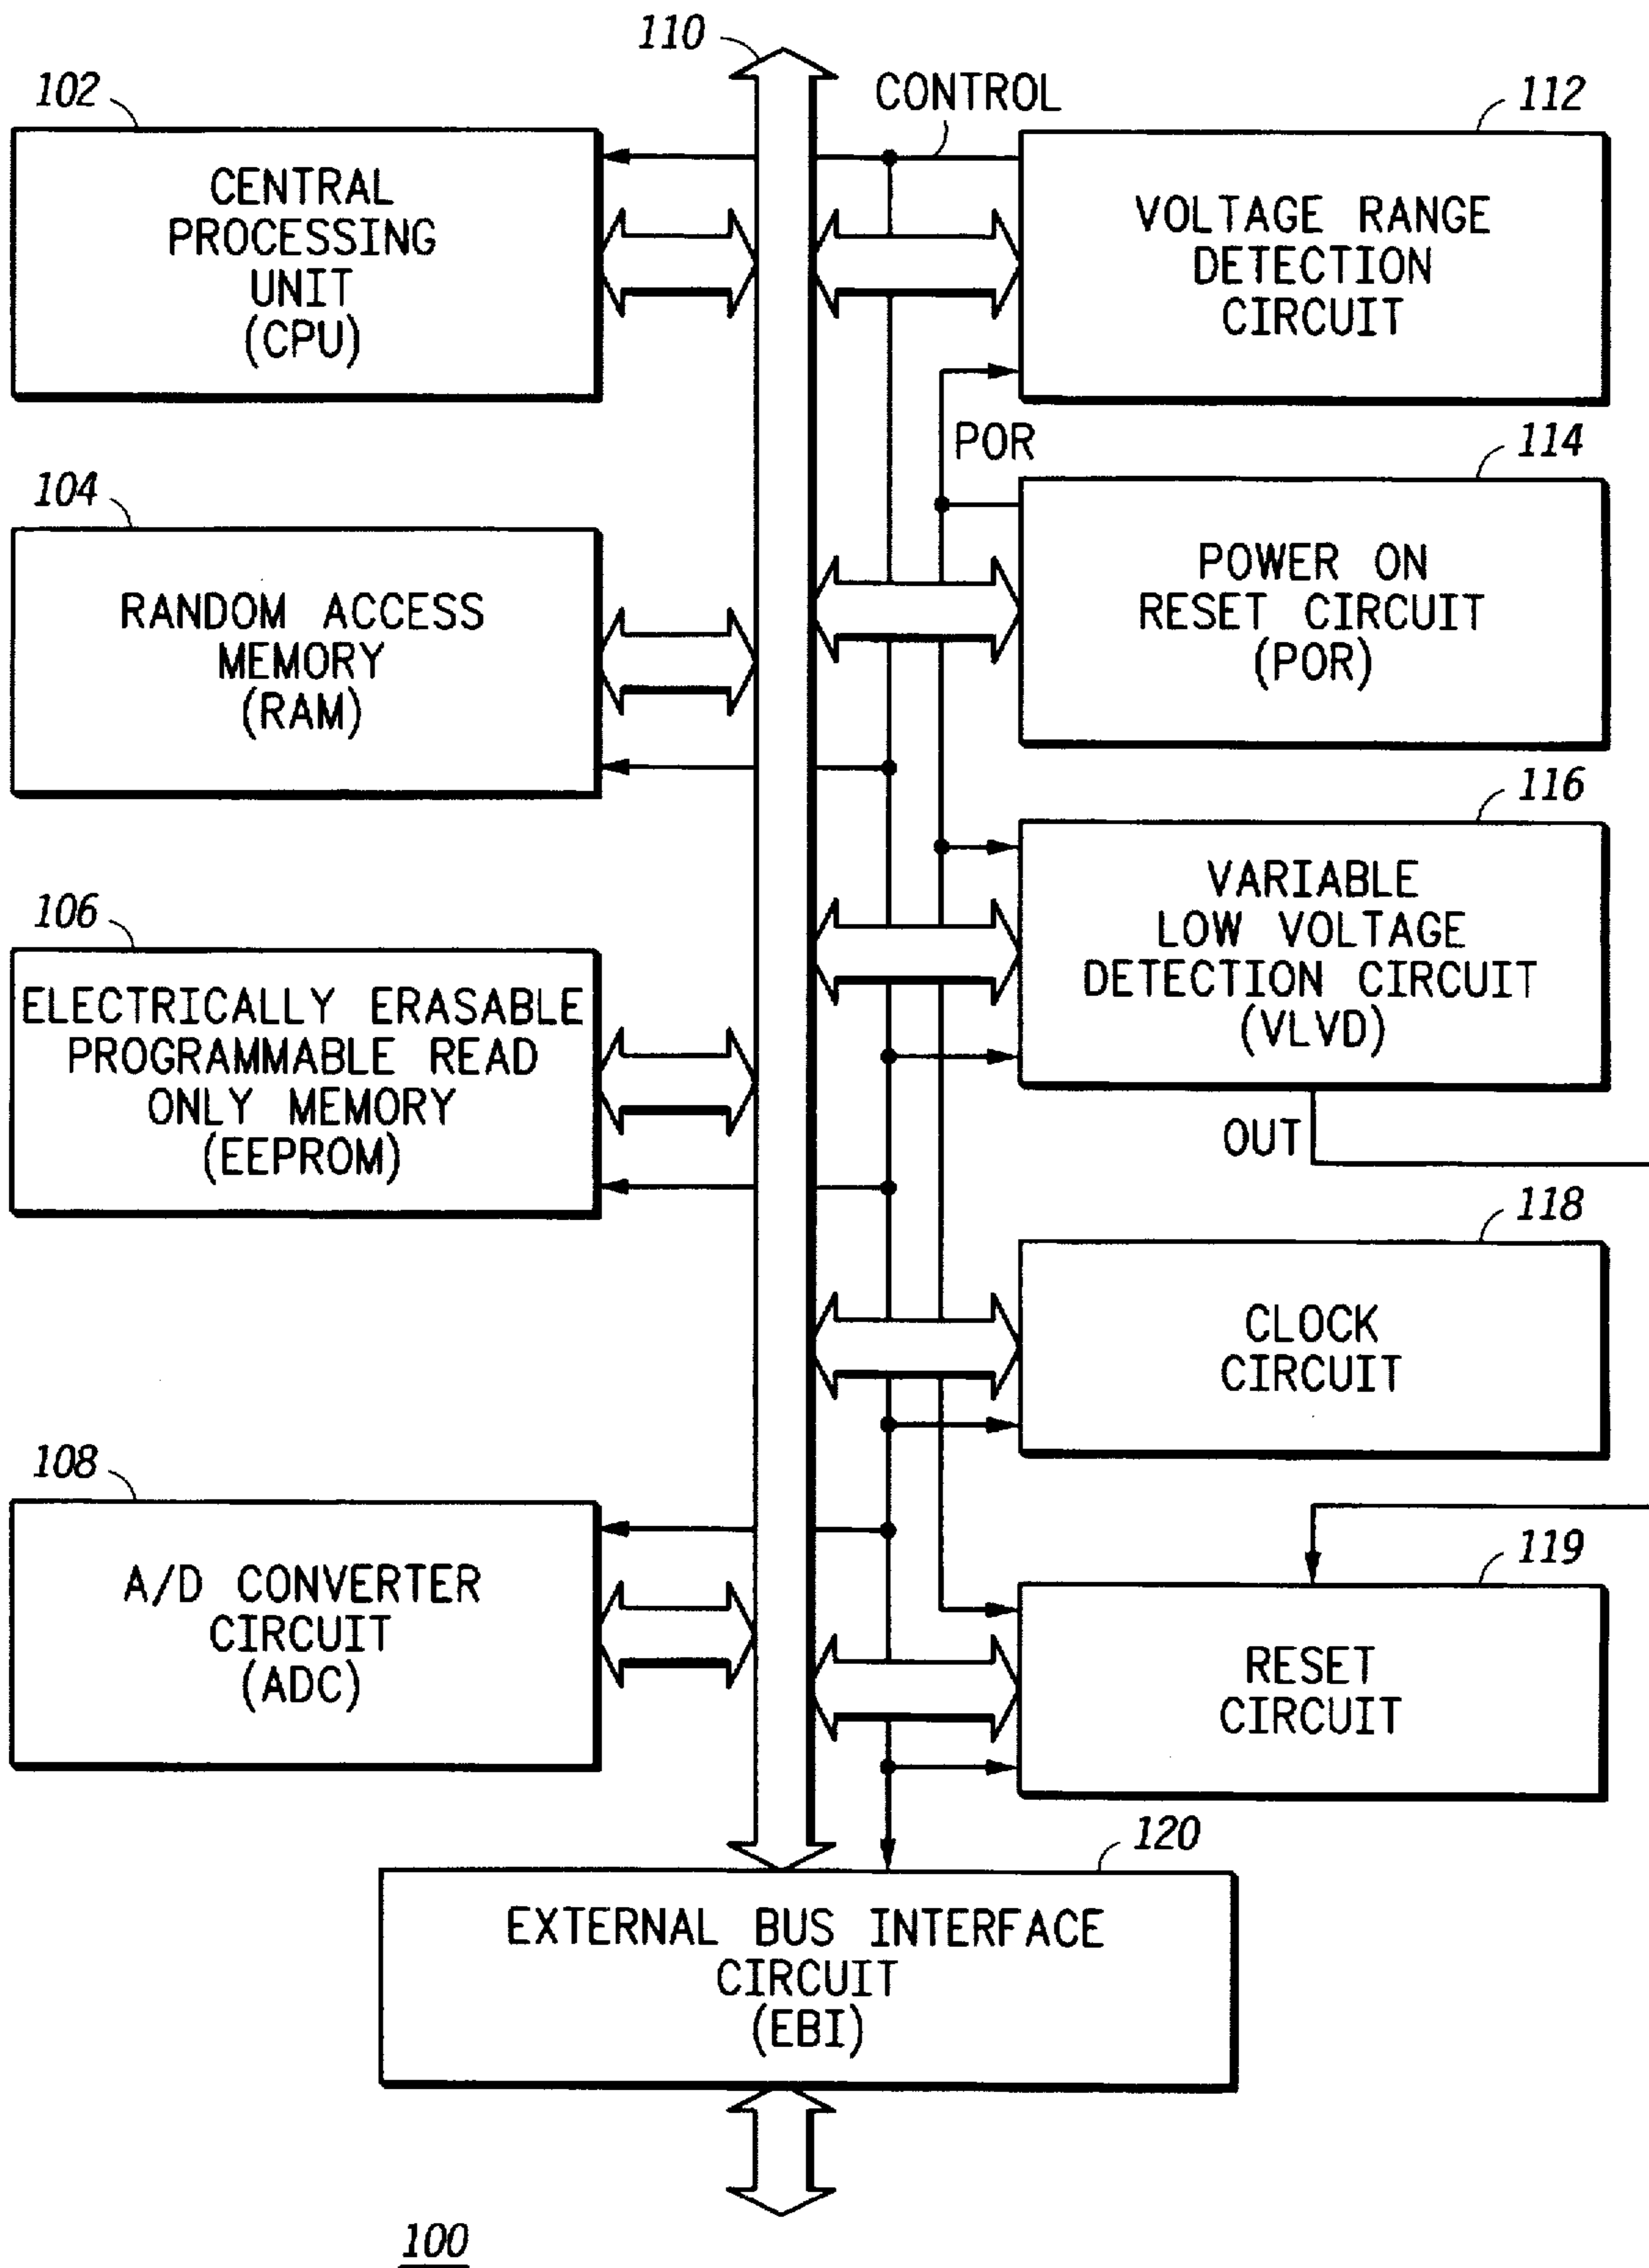 110
CONTROL
102
CENTRAL
PROCESSING
UNIT
(CPU)
112
VOLTAGE RANGE
DETECTION
CIRCUIT
POR
104
RANDOM ACCESS
MEMORY
(RAM)
114
POWER ON
RESET CIRCUIT
(POR)
116
VARIABLE
LOW VOLTAGE
DETECTION CIRCUIT
(VLVD)
OUT
106
ELECTRICALLY ERASABLE
PROGRAMMABLE READ
ONLY MEMORY
(EEPROM)
118
CLOCK
CIRCUIT
108
A/D CONVERTER
CIRCUIT
(ADC)
119
RESET
CIRCUIT
120
EXTERNAL BUS INTERFACE
CIRCUIT
(EBI)
100